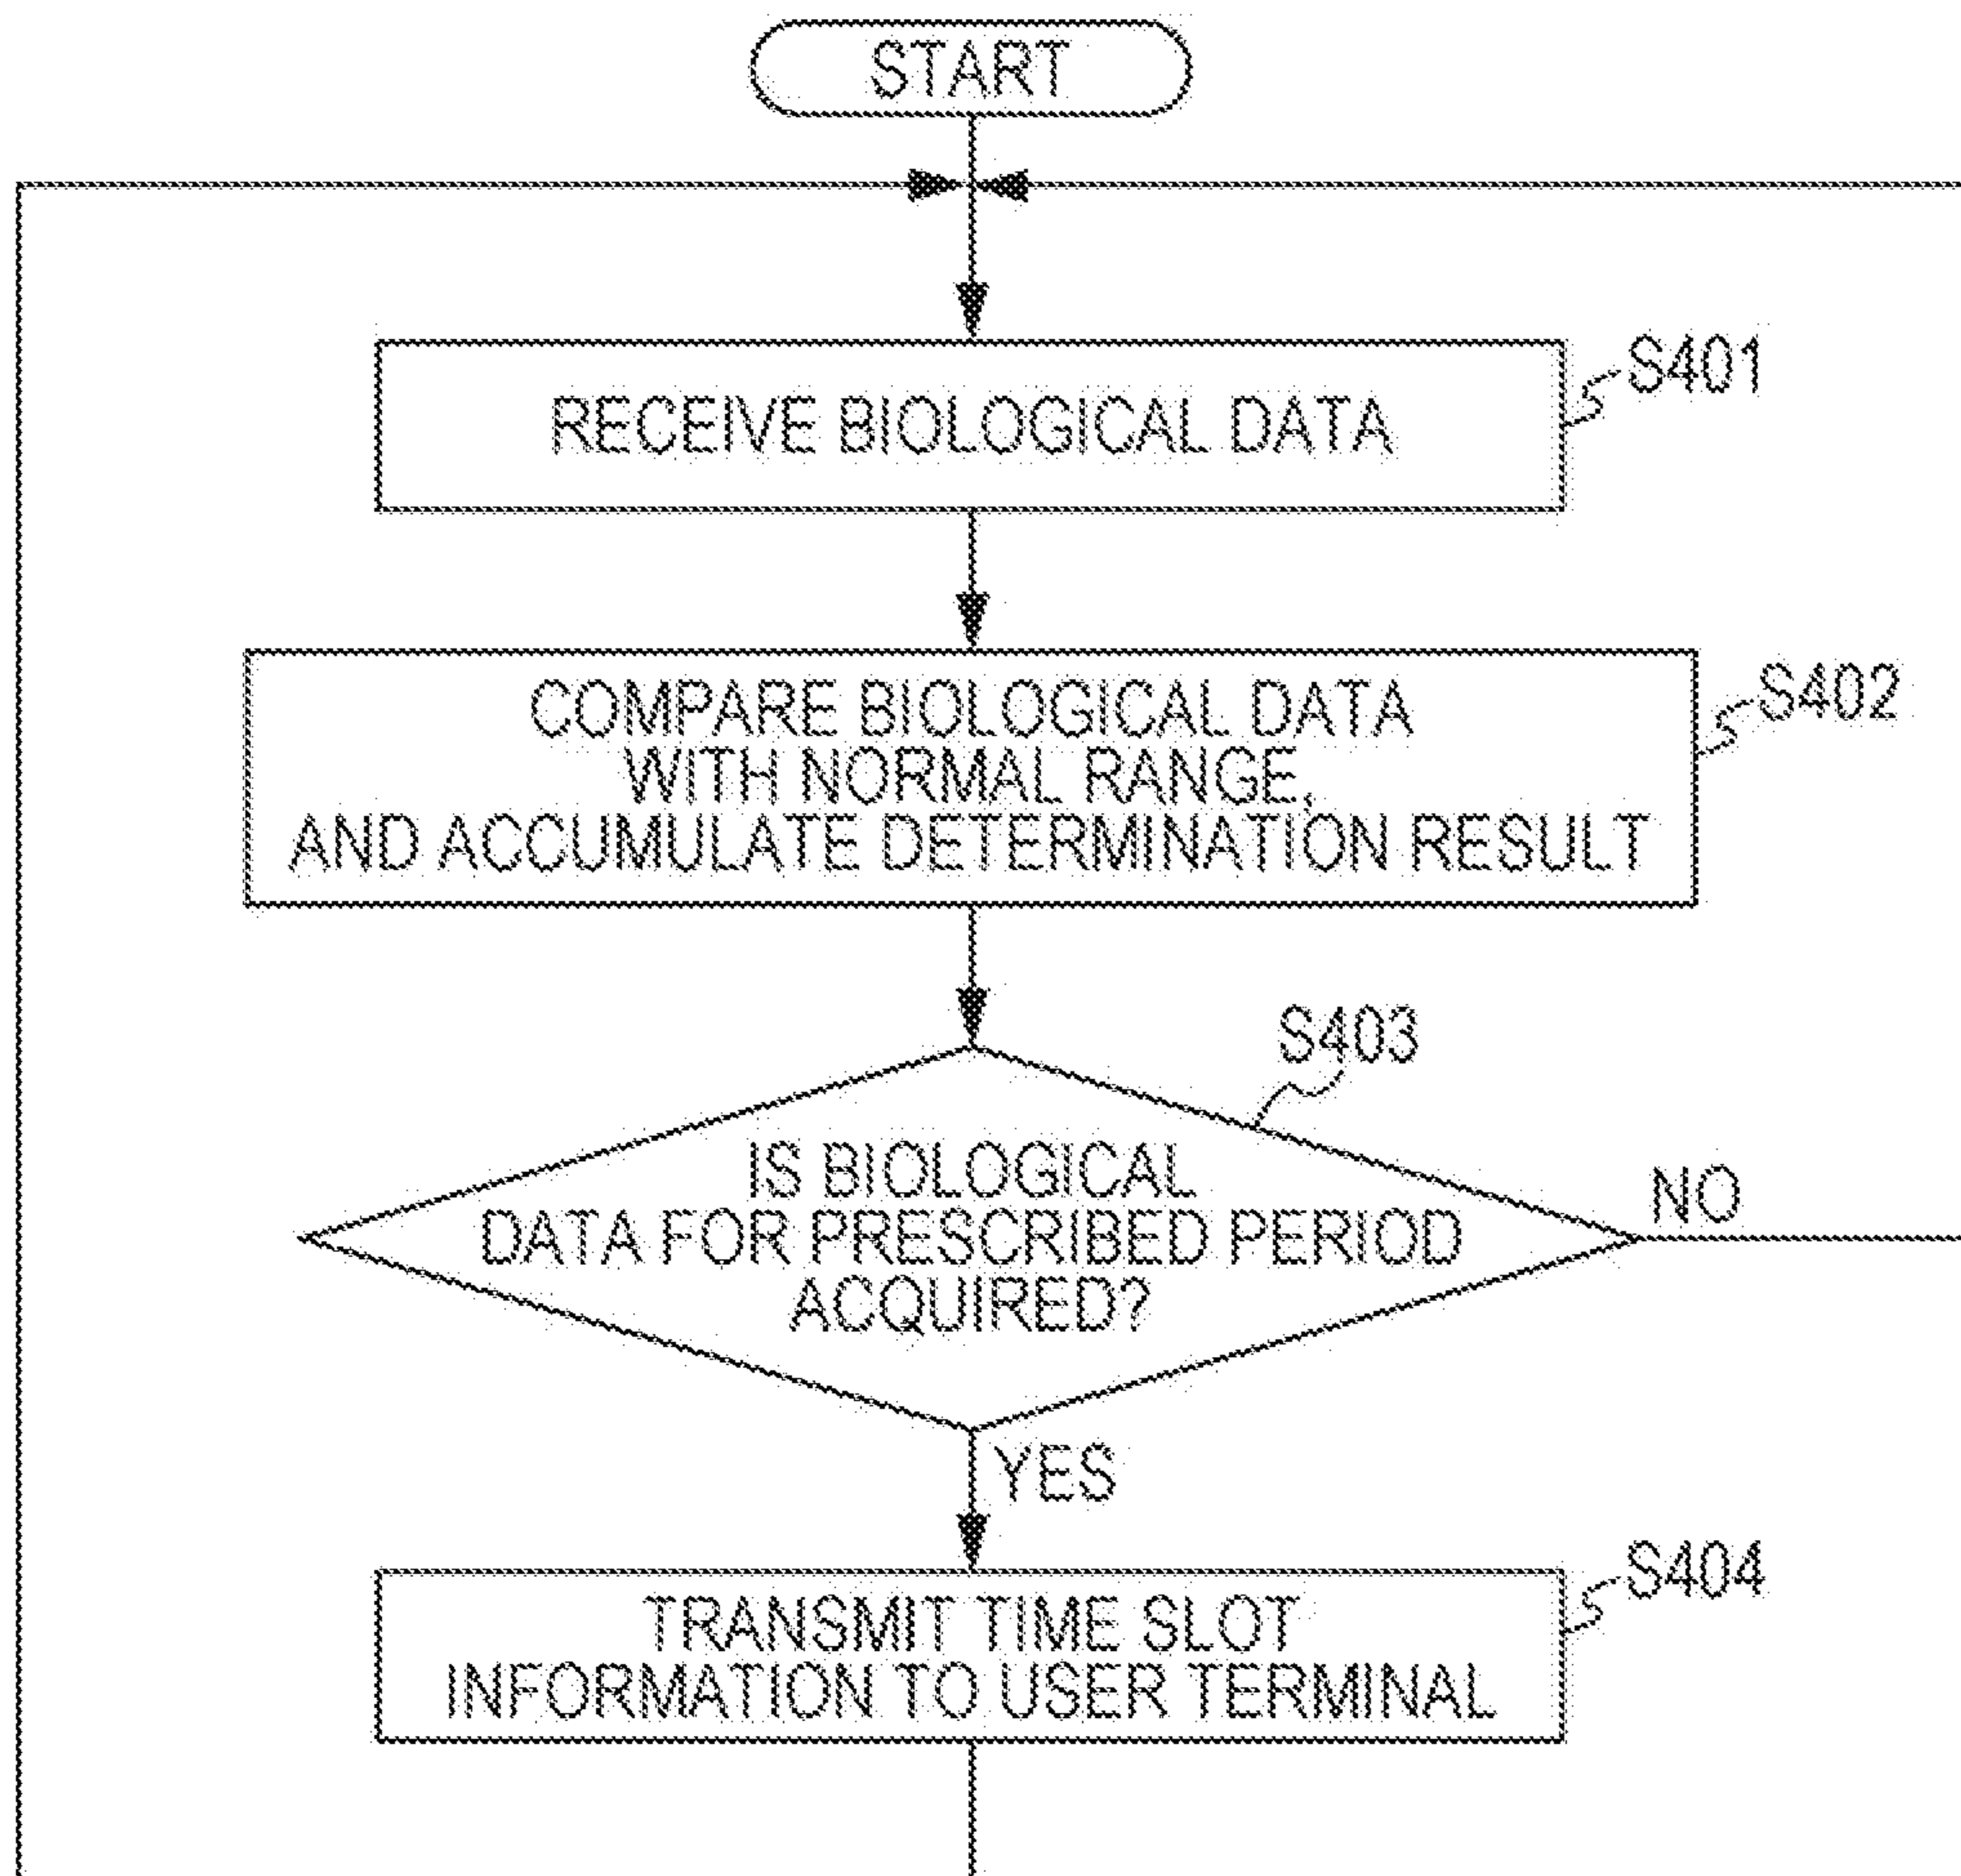 START
S401
RECEIVE BIOLOGICAL DATA
S402
COMPARE BIOLOGICAL DATA
WITH NORMAL RANGE,
AND ACCUMULATE DETERMINATION RESULT
S403
IS BIOLOGICAL
DATA FOR PRESCRIBED PERIOD
ACQUIRED?
NO
YES
S404
TRANSMIT TIME SLOT
INFORMATION TO USER TERMINAL